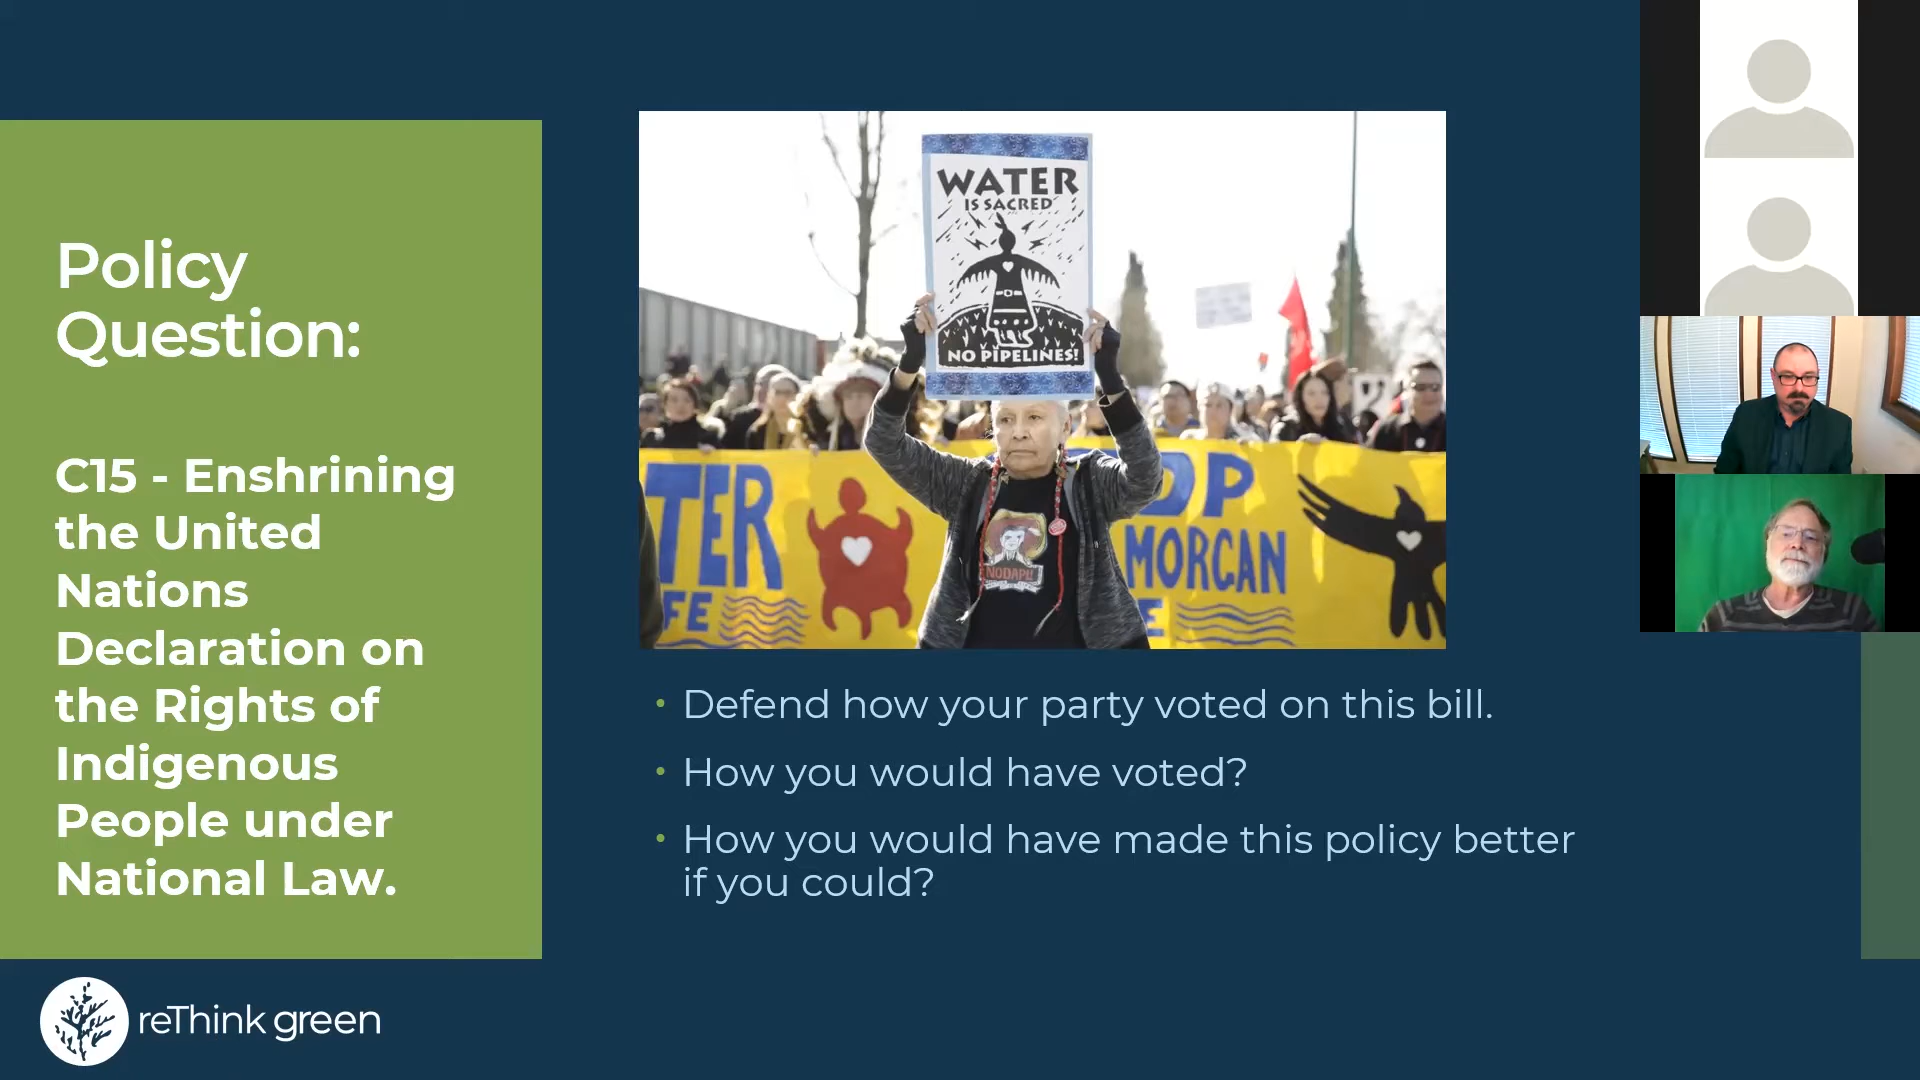 Policy
Question:
C15 - Enshrining
the United
Nations
Declaration on
the Rights of
Indigenous
People under
National Law.
WATER
IS SACRED
NO PIPELINES!
TER
FE
NODAPL
OP
MORGAN
E
• Defend how your party voted on this bill.
• How you would have voted?
• How you would have made this policy better
if you could?
reThink green